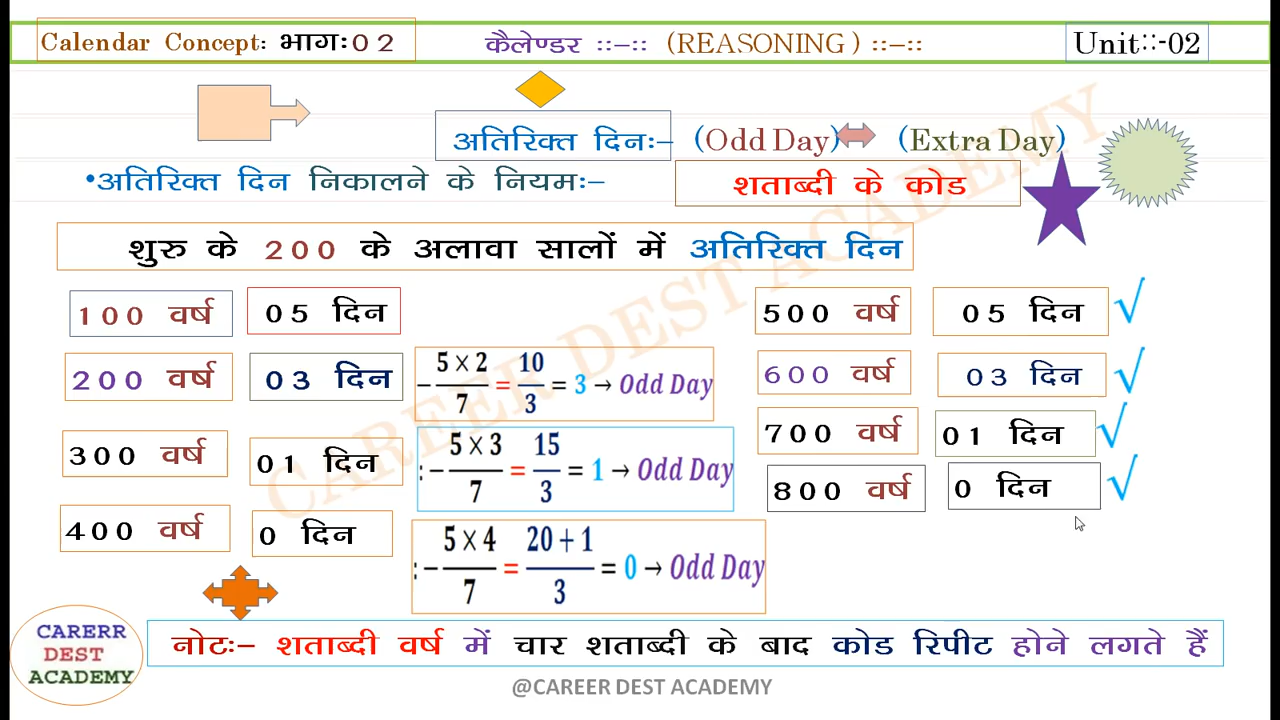 Calendar Concept: भागः02
कैलेण्डर ::-:: (REASONING) ::-::
Unit::-02
अतिरिक्त दिनः- (Odd Day) (Extra Day)
•अतिरिक्त दिन निकालने के नियमः-
शताब्दी के कोड
शुरु के 200 के अलावा सालों में अतिरिक्त दिन
100 वर्ष 05 दिन
500 वर्ष 05 दिन
200 वर्ष 03 दिन
-5 × 2/7 = 10/3 = 3 → Odd Day
600 वर्ष 03 दिन
300 वर्ष 01 दिन
:-5 × 3/7 = 15/3 = 1 → Odd Day
700 वर्ष 01 दिन
800 वर्ष 0 दिन
400 वर्ष 0 दिन
:-5 × 4/7 = 20 + 1/3 = 0 → Odd Day
नोटः- शताब्दी वर्ष में चार शताब्दी के बाद कोड रिपीट होने लगते हैं
CARERR
DEST
ACADEMY
@CAREER DEST ACADEMY
CAREER DEST ACADEMY